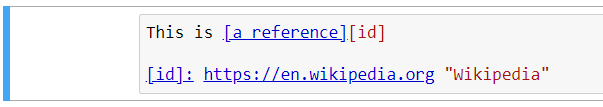 This is [a reference][id]
[id]: https://en.wikipedia.org "Wikipedia"